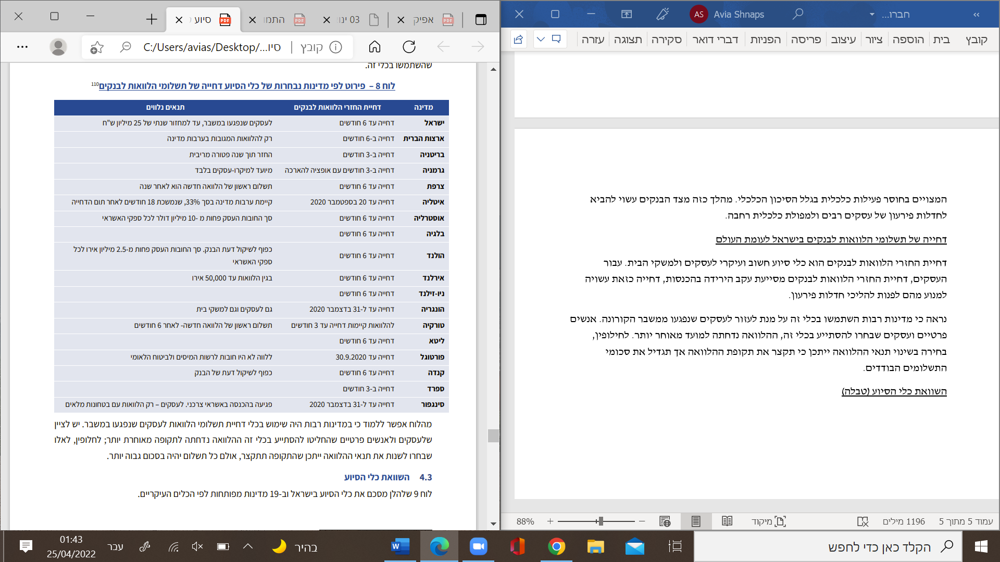 סיוע
התמו
03 ינו
אפיק
C:/Users/avias/Desktop/...סיו
קובץ
שהשתמשו בכלי זה.
לוח 8 – פירוט לפי מדינות נבחרות של כלי הסיוע דחייה של תשלומי הלוואות לבנקים110
מדינה דחיית החזרי הלוואות לבנקים תנאים נלווים
ישראל דחייה עד 6 חודשים לעסקים שנפגעו במשבר, עד למחזור שנתי של 25 מיליון ש"ח
ארצות הברית דחייה ב-6 חודשים רק להלוואות המגובות בערבות מדינה
בריטניה דחייה ב-3 חודשים החזר תוך שנה פטורה מריבית
גרמניה דחייה ב-3 חודשים עם אופציה להארכה מיועד למיקרו-עסקים בלבד
צרפת דחייה עד 6 חודשים תשלום ראשון של הלוואה חדשה הוא לאחר שנה
איטליה דחייה עד 20 בספטמבר 2020 קיימת ערבות מדינה בסך 33%, שנמשכת 18 חודשים לאחר תום הדחייה
אוסטרליה דחייה עד 6 חודשים סך החובות העסק פחות מ -10 מיליון דולר לכל ספקי האשראי
בלגיה דחייה עד 6 חודשים
הולנד דחייה עד 6 חודשים כפוף לשיקול דעת הבנק. סך החובות העסק פחות מ-2.5 מיליון אירו לכל
ספקי האשראי
אירלנד דחייה עד 6 חודשים בגין הלוואות עד 50,000 אירו
ניו-זילנד דחייה עד 6 חודשים
הונגריה דחייה עד ל-31 בדצמבר 2020 גם לעסקים וגם למשקי בית
טורקיה להלוואות קיימות דחייה עד 3 חודשים תשלום ראשון של הלוואה חדשה- לאחר 6 חודשים
ליטא דחייה עד 6 חודשים
פורטוגל דחייה עד 30.9.2020 ללווה לא היו חובות לרשות המיסים ולביטוח הלאומי
קנדה דחייה עד 6 חודשים כפוף לשיקול דעת של הבנק
ספרד דחייה ב-3 חודשים
סינגפור דחייה עד ל-31 בדצמבר 2020 פגיעה בהכנסה באשראי צרכני. לעסקים – רק הלוואות עם בטחונות מלאים
מהלוח אפשר ללמוד כי במדינות רבות היה שימוש בכלי דחיית תשלומי הלוואות לעסקים שנפגעו במשבר. יש לציין
שלעסקים ולאנשים פרטיים שהחליטו להסתייע בכלי זה ההלוואה נדחתה לתקופה מאוחרת יותר; לחלופין, לאלו
שבחרו לשנות את תנאי ההלוואה ייתכן שהתקופה תתקצר, אולם כל תשלום יהיה בסכום גבוה יותר.
4.3 השוואת כלי הסיוע
לוח 9 שלהלן מסכם את כלי הסיוע בישראל וב-19 מדינות מפותחות לפי הכלים העיקריים.
AS Avia Shnaps
חברו...
קובץ בית הוספה ציור עיצוב פריסה הפניות דברי דואר סקירה תצוגה עזרה
המצויים בחוסר פעילות כלכלית בגלל הסיכון הכלכלי. מהלך כזה מצד הבנקים עשוי להביא
לחדלות פירעון של עסקים רבים ולמפולת כלכלית רחבה.
דחייה של תשלומי הלוואות לבנקים בישראל לעומת העולם
דחיית החזרי הלוואות לבנקים הוא כלי סיוע חשוב ועיקרי לעסקים ולמשקי הבית. עבור
העסקים, דחיית החזרי הלוואות לבנקים מסייעת עקב הירידה בהכנסות, דחייה כזאת עשויה
למנוע מהם לפנות להליכי חדלות פירעון.
נראה כי מדינות רבות השתמשו בכלי זה על מנת לעזור לעסקים שנפגעו ממשבר הקורונה. אנשים
פרטיים ועסקים שבחרו להסתייע בכלי זה, ההלוואה נדחתה למועד מאוחר יותר. לחילופין,
בחירה בשינוי תנאי ההלוואה ייתכן כי תקצר את תקופת ההלוואה אך תגדיל את סכומי
התשלומים הבודדים.
השוואת כלי הסיוע (טבלה)
עמוד 5 מתוך 5 1196 מילים
מיקוד
88%
הקלד כאן כדי לחפש
בהיר
עבר
01:43
25/04/2022